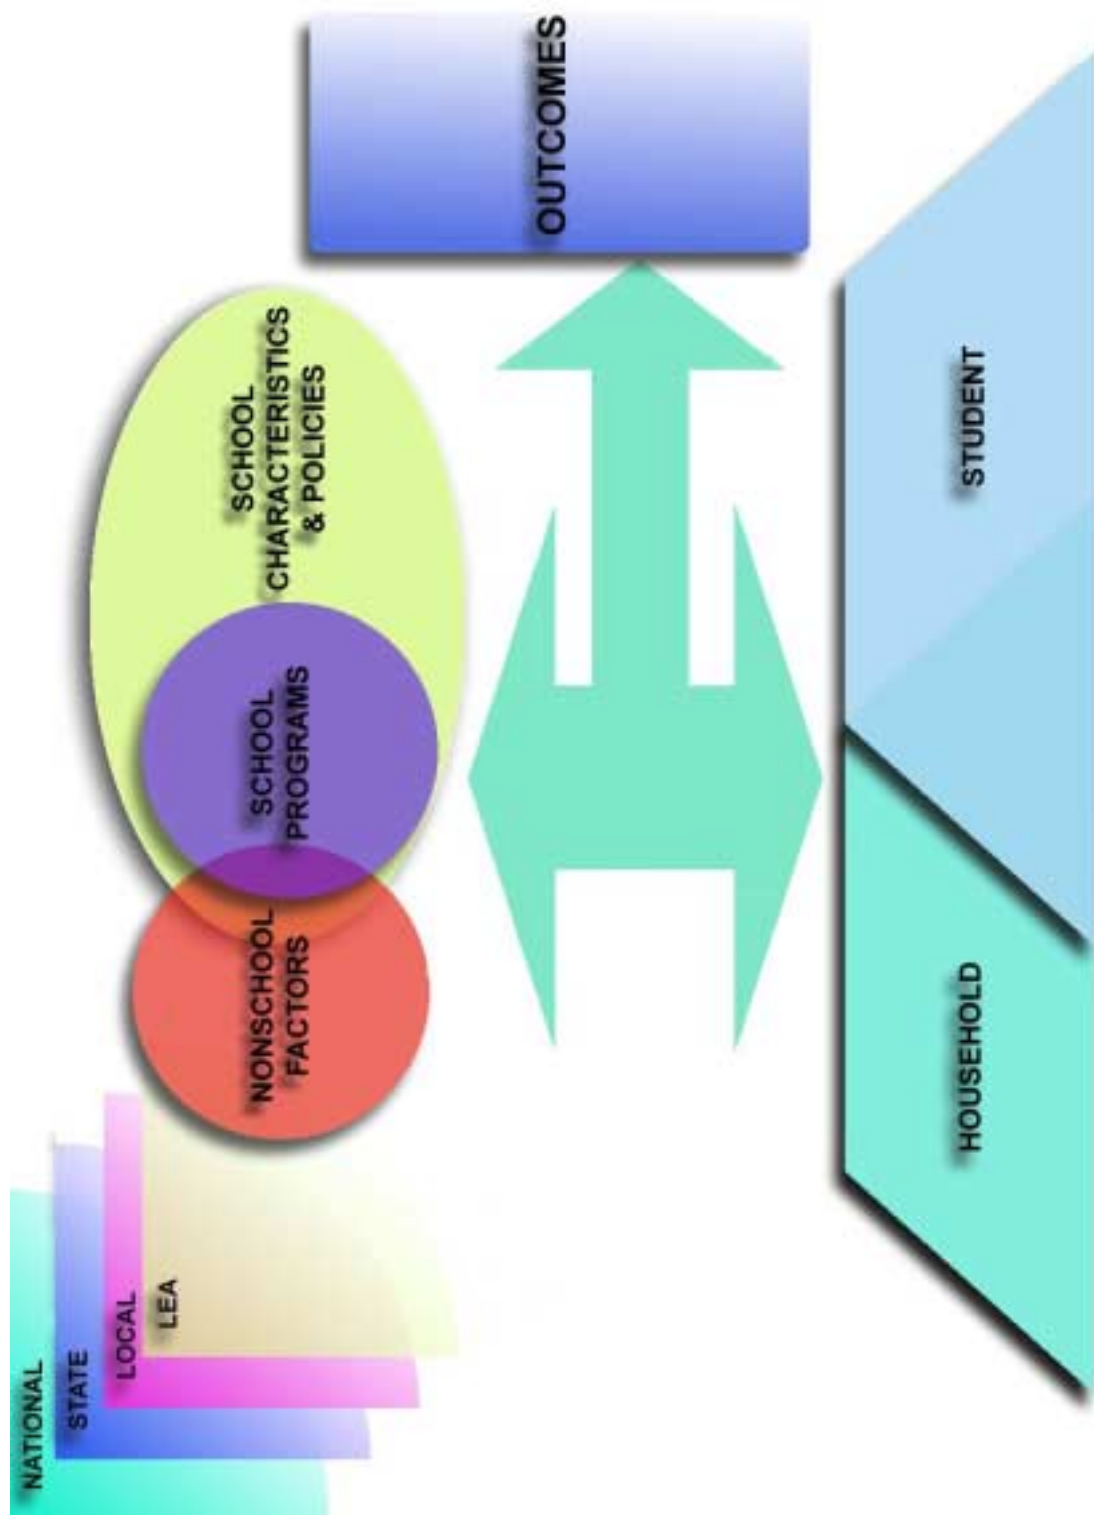 NATIONAL
STATE
LOCAL
LEA
NONSCHOOL
FACTORS
SCHOOL
PROGRAMS
SCHOOL
CHARACTERISTICS
& POLICIES
OUTCOMES
HOUSEHOLD
STUDENT